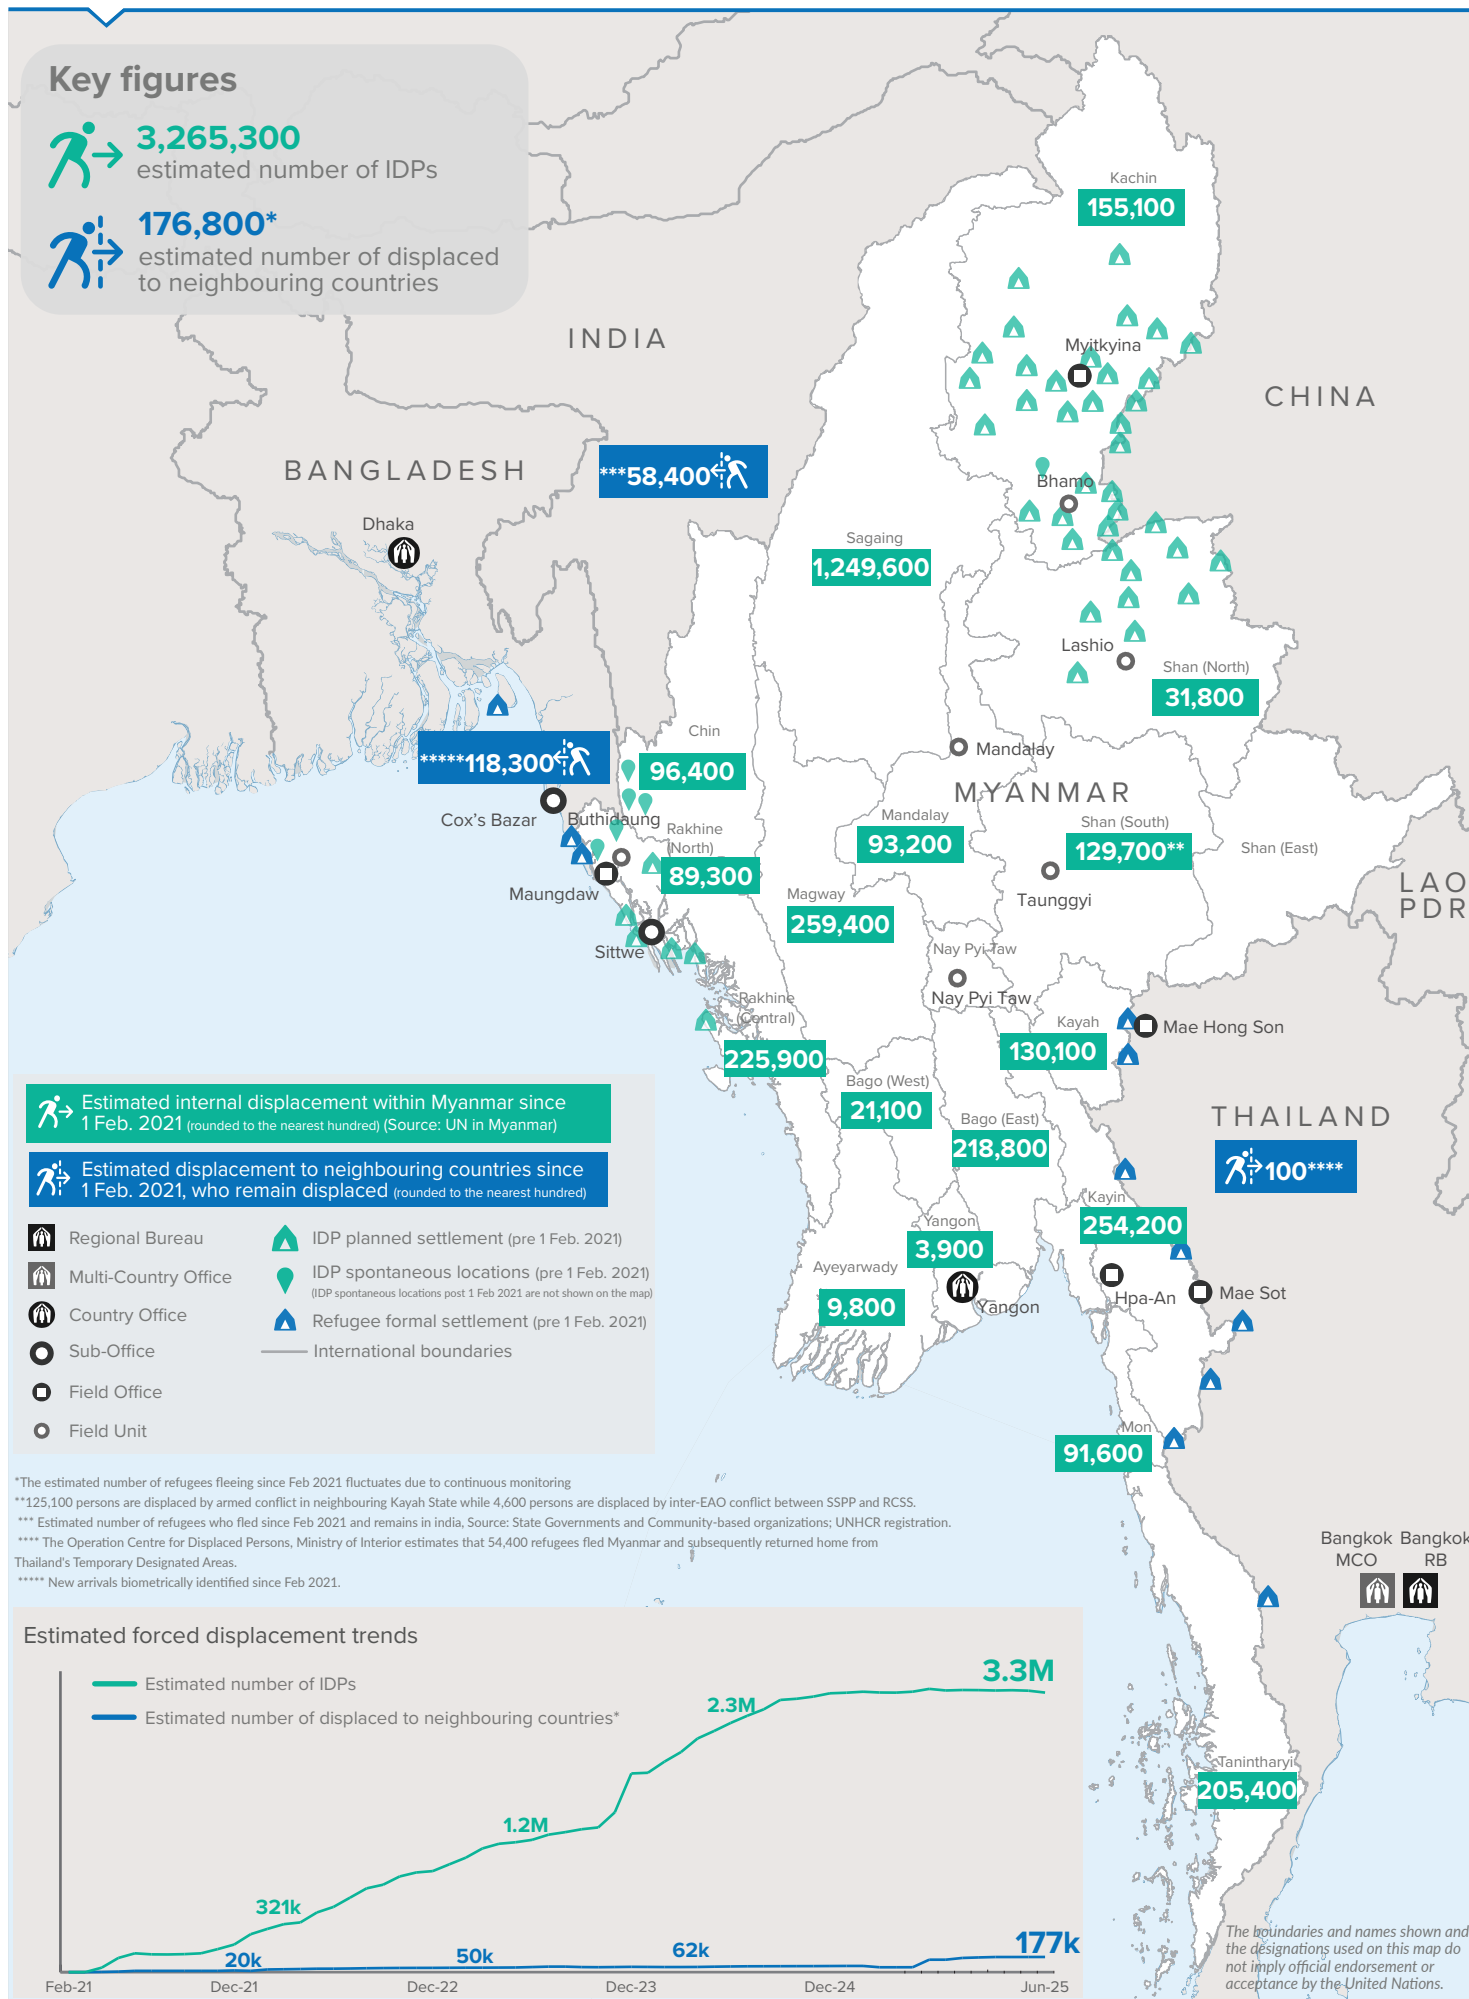 Key figures
3,265,300
estimated number of IDPs
176,800*
estimated number of displaced
to neighbouring countries
Kachin
155,100
INDIA
Myitkyina
CHINA
BANGLADESH
***58,400
Bhamo
Dhaka
Sagaing
1,249,600
Lashio
Shan (North)
31,800
Chin
96,400
*****118,300
Mandalay
MYANMAR
Cox's Bazar
Buthidaung
Rakhine
(North)
89,300
Mandalay
93,200
Shan (South)
129,700**
Shan (East)
LAO
PDR
Maungdaw
Magway
259,400
Taunggyi
Sittwe
Nay Pyi Taw
Nay Pyi Taw
Rakhine
(Central)
225,900
Kayah
130,100
Mae Hong Son
Bago (West)
21,100
Bago (East)
218,800
THAILAND
100****
Kayin
254,200
Yangon
3,900
Ayeyarwady
9,800
Yangon
Hpa-An
Mae Sot
Mon
91,600
Estimated internal displacement within Myanmar since
1 Feb. 2021 (rounded to the nearest hundred) (Source: UN in Myanmar)
Estimated displacement to neighbouring countries since
1 Feb. 2021, who remain displaced (rounded to the nearest hundred)
Regional Bureau
Multi-Country Office
Country Office
Sub-Office
Field Office
Field Unit
IDP planned settlement (pre 1 Feb. 2021)
IDP spontaneous locations (pre 1 Feb. 2021)
(IDP spontaneous locations post 1 Feb 2021 are not shown on the map)
Refugee formal settlement (pre 1 Feb. 2021)
International boundaries
*The estimated number of refugees fleeing since Feb 2021 fluctuates due to continuous monitoring
**125,100 persons are displaced by armed conflict in neighbouring Kayah State while 4,600 persons are displaced by inter-EAO conflict between SSPP and RCSS.
*** Estimated number of refugees who fled since Feb 2021 and remains in india, Source: State Governments and Community-based organizations; UNHCR registration.
**** The Operation Centre for Displaced Persons, Ministry of Interior estimates that 54,400 refugees fled Myanmar and subsequently returned home from
Thailand's Temporary Designated Areas.
***** New arrivals biometrically identified since Feb 2021.
Bangkok
MCO
Bangkok
RB
Tanintharyi
205,400
Estimated forced displacement trends
Estimated number of IDPs
Estimated number of displaced to neighbouring countries*
3.3M
2.3M
1.2M
321k
20k
50k
62k
177k
Feb-21
Dec-21
Dec-22
Dec-23
Dec-24
Jun-25
The boundaries and names shown and
the designations used on this map do
not imply official endorsement or
acceptance by the United Nations.